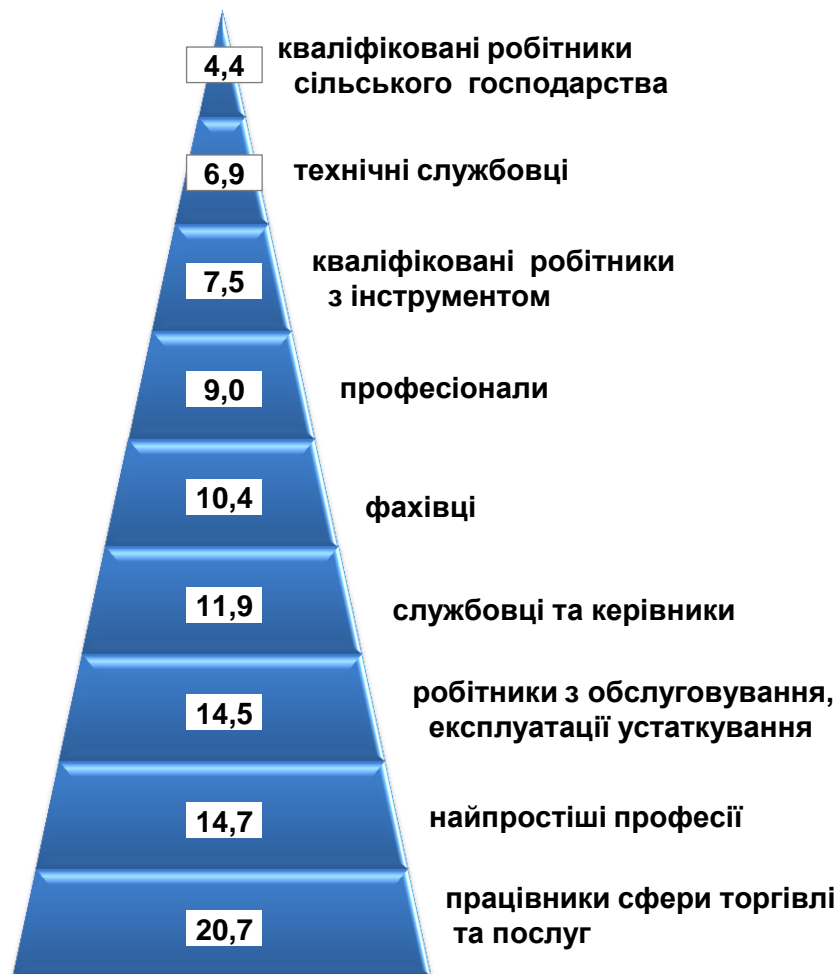 4,4
кваліфіковані робітники
сільського господарства
6,9
технічні службовці
7,5
кваліфіковані робітники
з інструментом
9,0
професіонали
10,4
фахівці
11,9
службовці та керівники
14,5
робітники з обслуговування,
експлуатації устаткування
14,7
найпростіші професії
20,7
працівники сфери торгівлі
та послуг